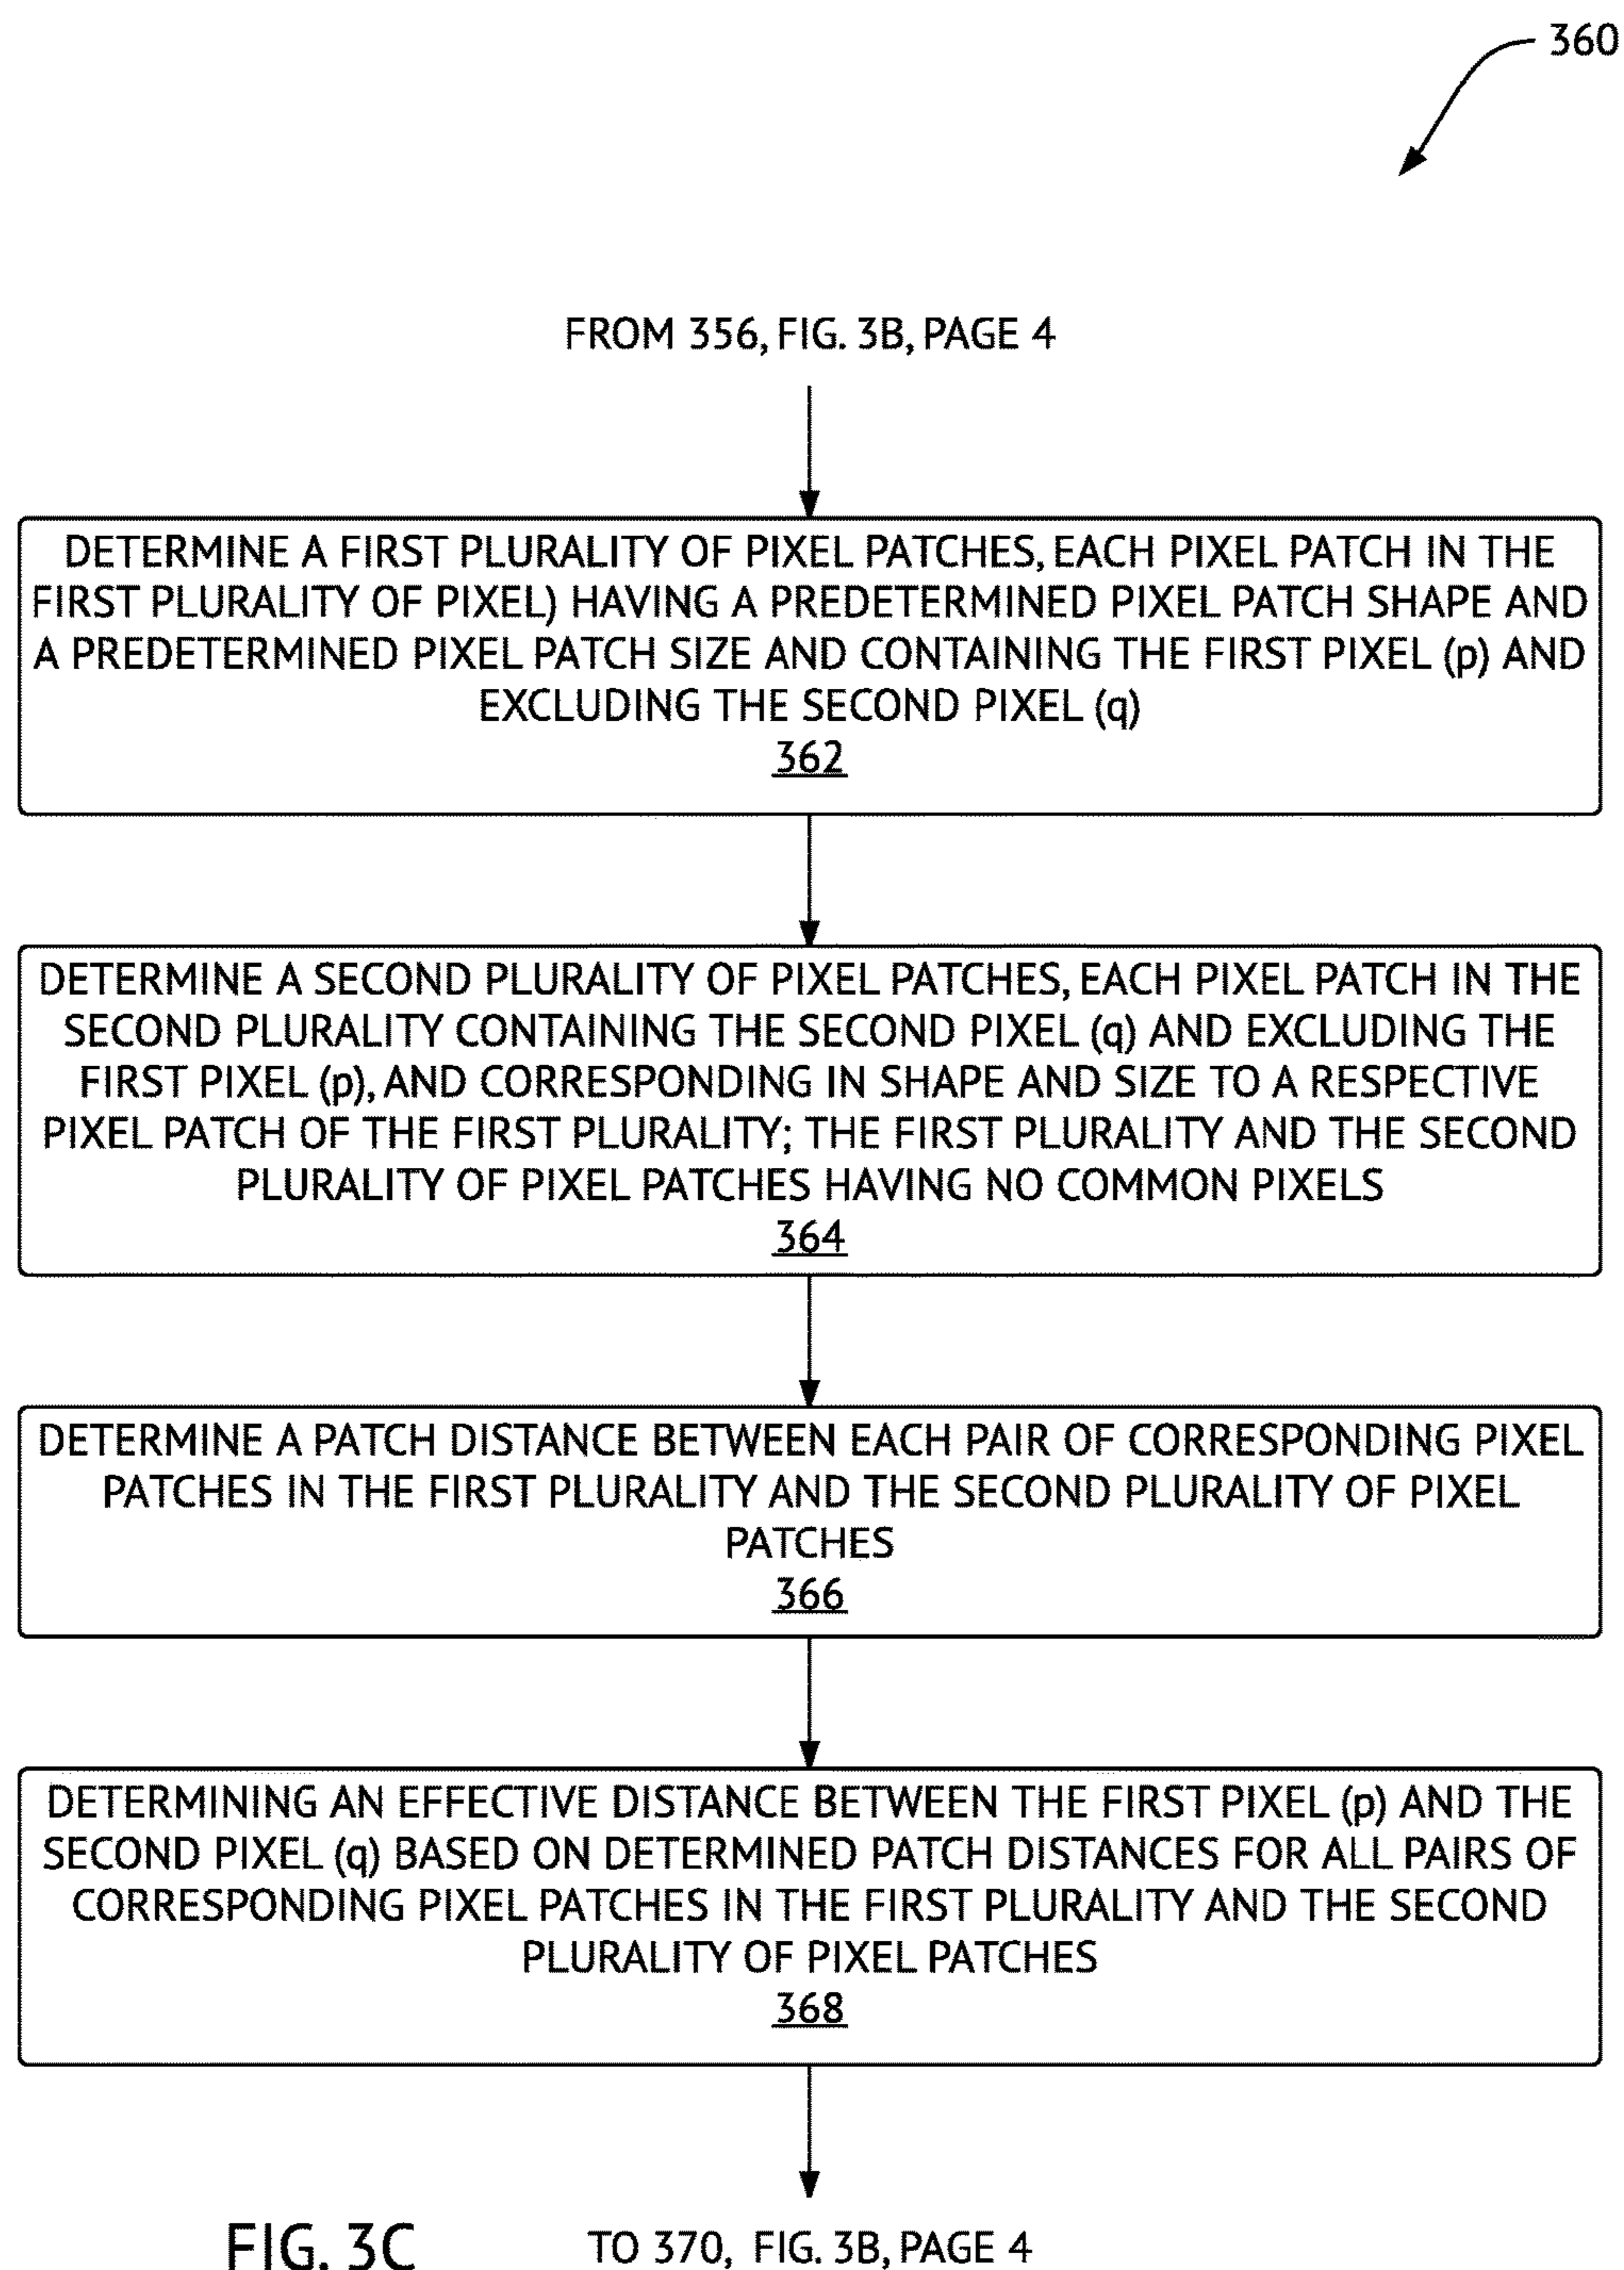 360
FROM 356, FIG. 3B, PAGE 4
DETERMINE A FIRST PLURALITY OF PIXEL PATCHES, EACH PIXEL PATCH IN THE
FIRST PLURALITY OF PIXEL) HAVING A PREDETERMINED PIXEL PATCH SHAPE AND
A PREDETERMINED PIXEL PATCH SIZE AND CONTAINING THE FIRST PIXEL (p) AND
EXCLUDING THE SECOND PIXEL (q)
362
DETERMINE A SECOND PLURALITY OF PIXEL PATCHES, EACH PIXEL PATCH IN THE
SECOND PLURALITY CONTAINING THE SECOND PIXEL (q) AND EXCLUDING THE
FIRST PIXEL (p), AND CORRESPONDING IN SHAPE AND SIZE TO A RESPECTIVE
PIXEL PATCH OF THE FIRST PLURALITY; THE FIRST PLURALITY AND THE SECOND
PLURALITY OF PIXEL PATCHES HAVING NO COMMON PIXELS
364
DETERMINE A PATCH DISTANCE BETWEEN EACH PAIR OF CORRESPONDING PIXEL
PATCHES IN THE FIRST PLURALITY AND THE SECOND PLURALITY OF PIXEL
PATCHES
366
DETERMINING AN EFFECTIVE DISTANCE BETWEEN THE FIRST PIXEL (p) AND THE
SECOND PIXEL (q) BASED ON DETERMINED PATCH DISTANCES FOR ALL PAIRS OF
CORRESPONDING PIXEL PATCHES IN THE FIRST PLURALITY AND THE SECOND
PLURALITY OF PIXEL PATCHES
368
FIG. 3C
TO 370, FIG. 3B, PAGE 4